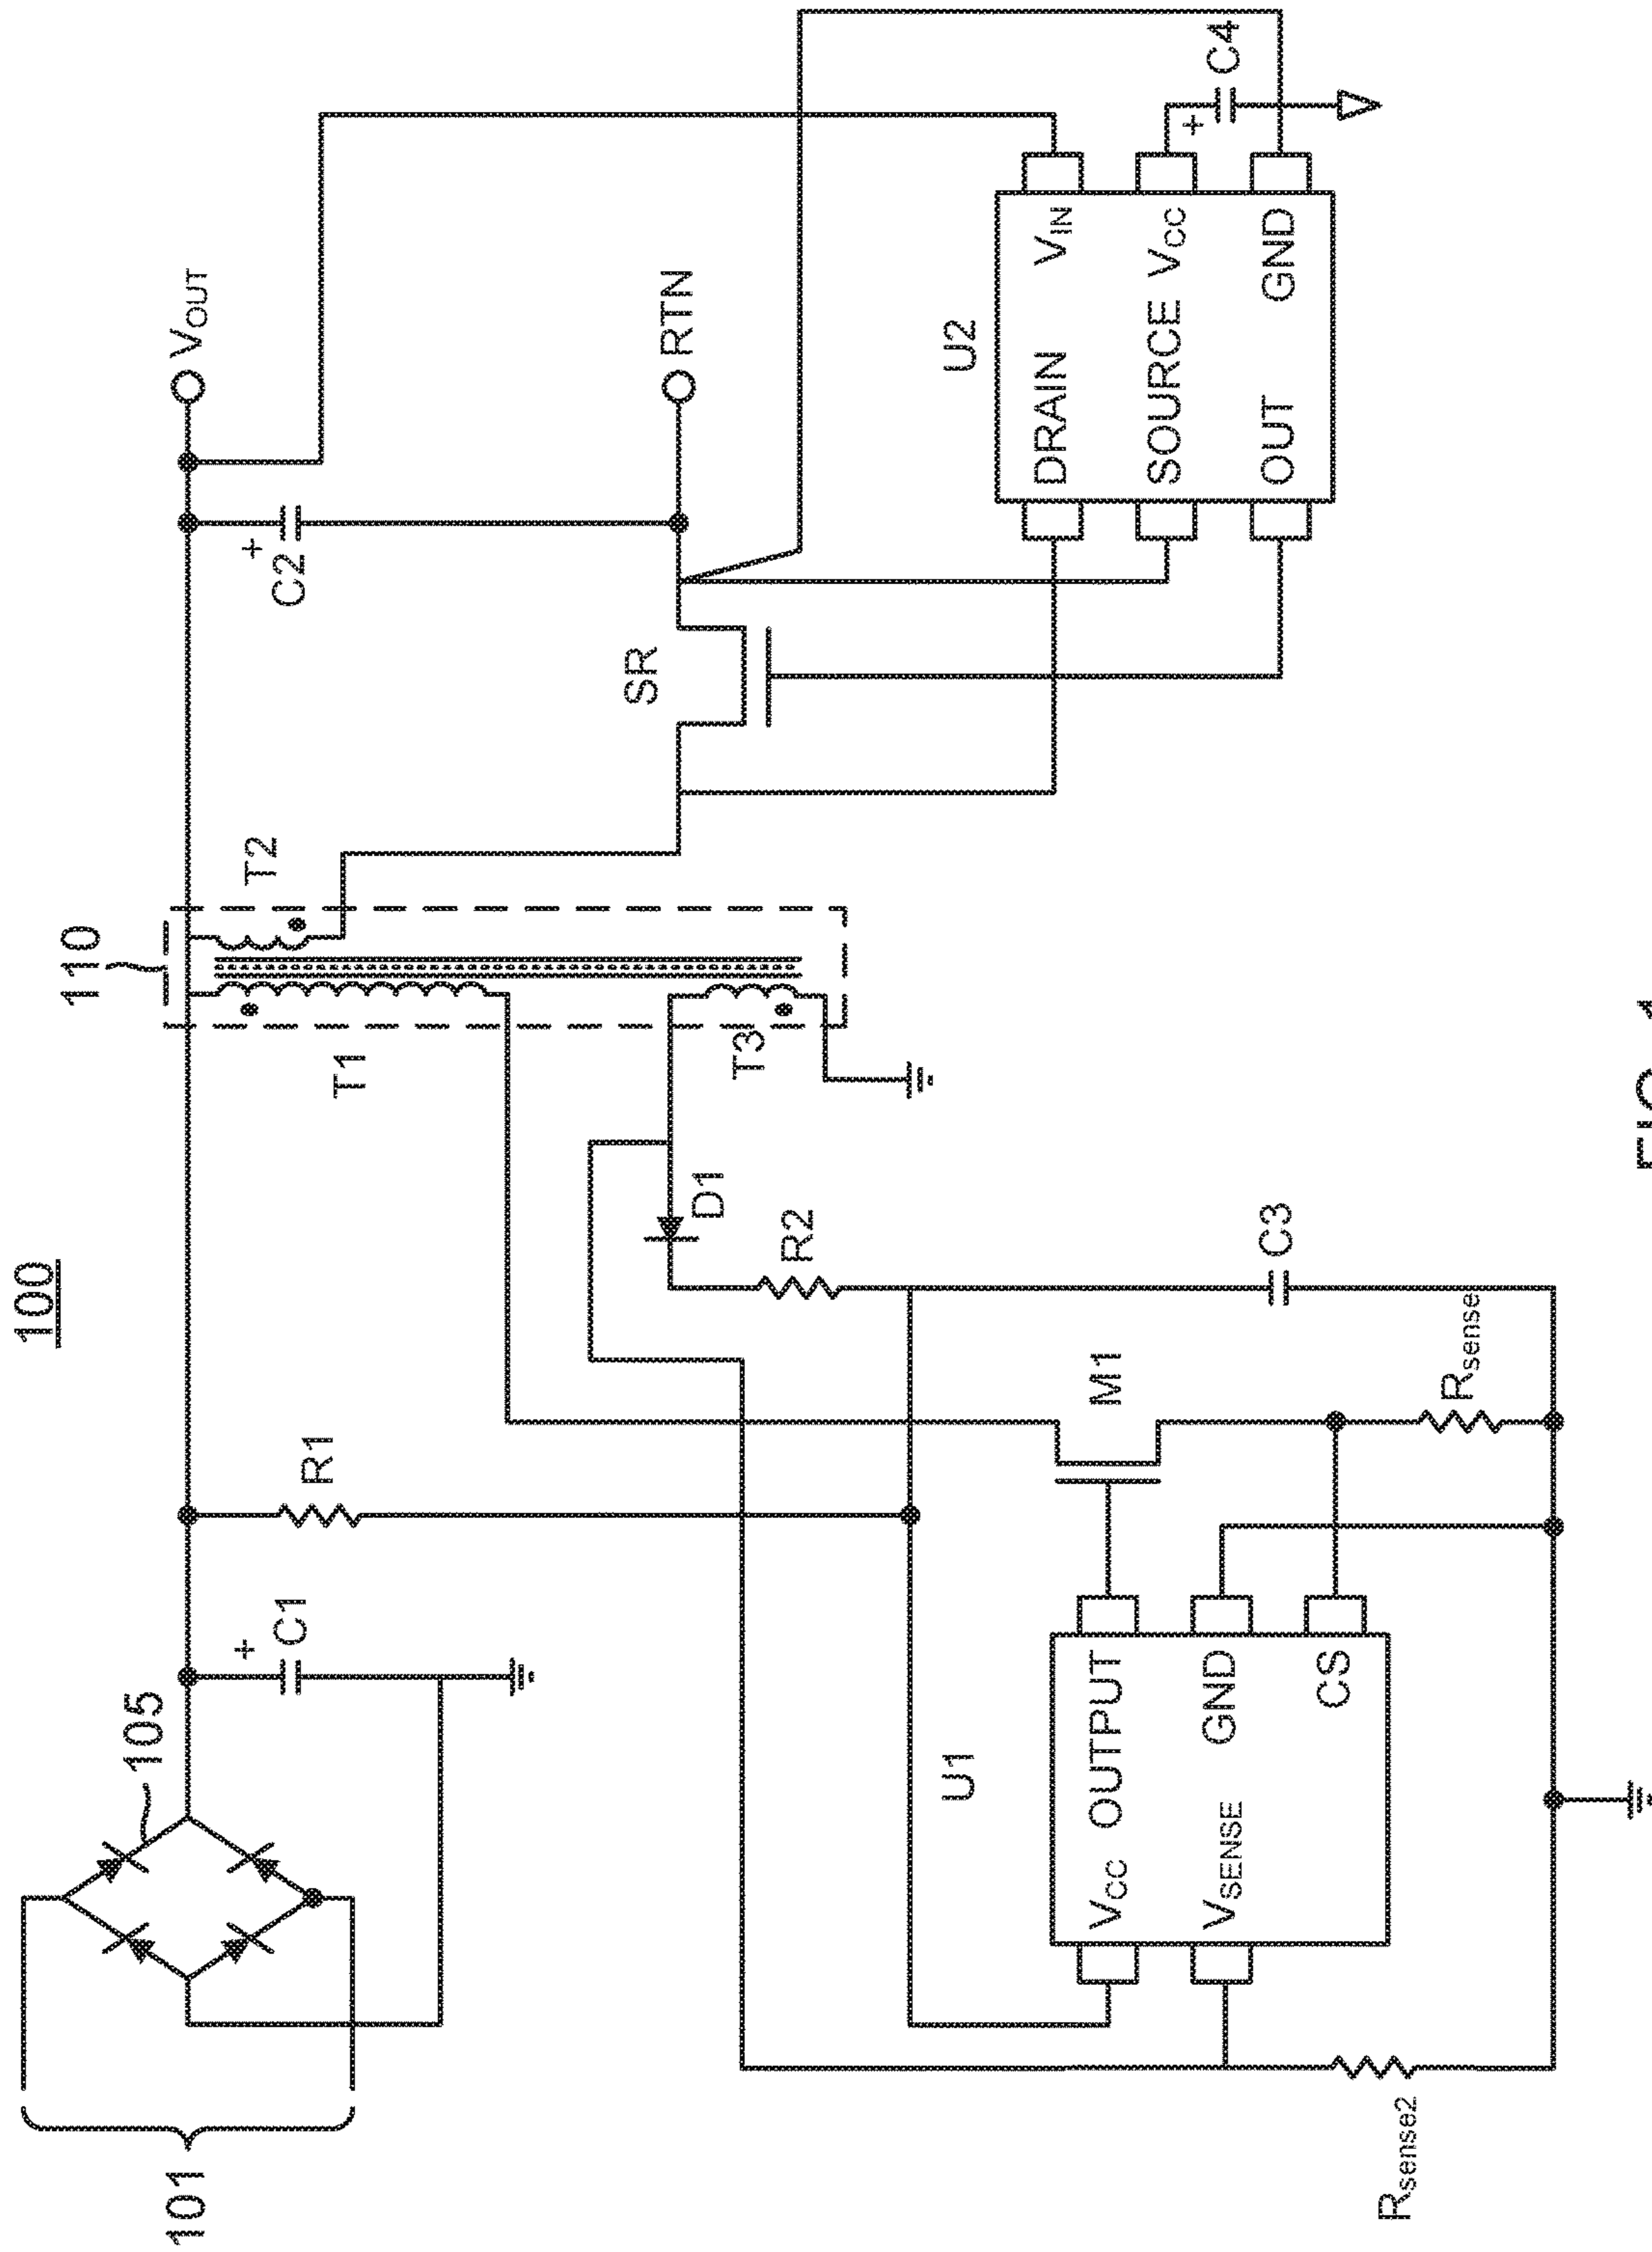 100
101
105
+
C1
R1
110
T1
T2
T3
+
C2
VOUT
RTN
SR
D1
R2
U1
VCC OUTPUT
VSENSE GND
CS
M1
C3
Rsense
Rsense2
U2
DRAIN VIN
SOURCE VCC
OUT GND
+
C4